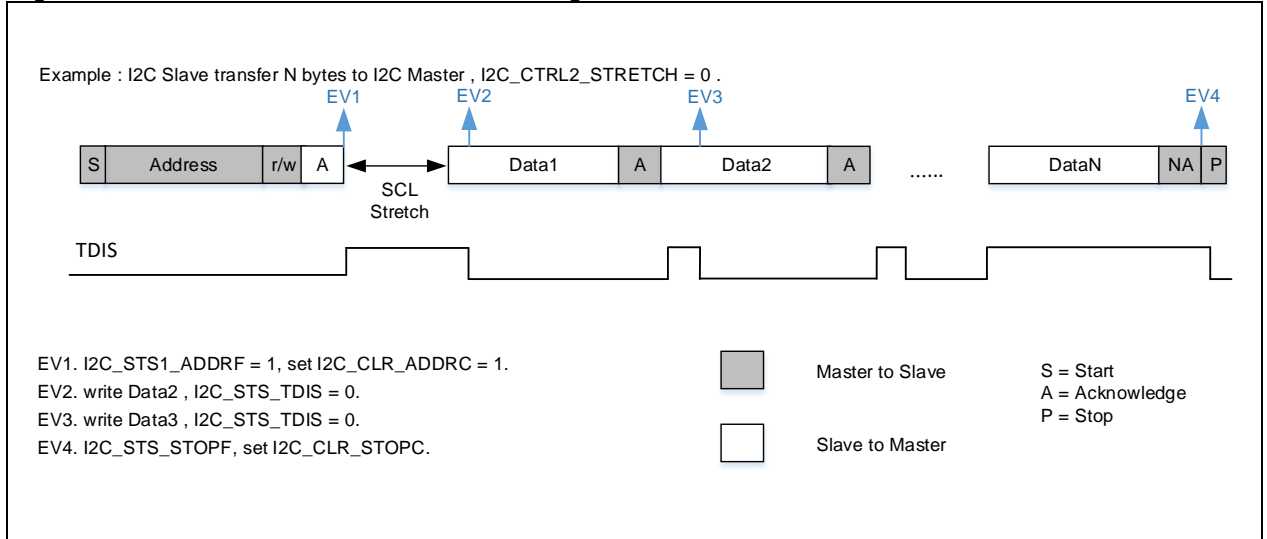 Example : I2C Slave transfer N bytes to I2C Master , I2C_CTRL2_STRETCH = 0 .
EV1 EV2 EV3 EV4
S Address r/w A Data1 A Data2 A ...... DataN NA P
SCL
Stretch
TDIS
EV1. I2C_STS1_ADDRF = 1, set I2C_CLR_ADDRC = 1.
EV2. write Data2 , I2C_STS_TDIS = 0.
EV3. write Data3 , I2C_STS_TDIS = 0.
EV4. I2C_STS_STOPF, set I2C_CLR_STOPC.
Master to Slave
Slave to Master
S = Start
A = Acknowledge
P = Stop